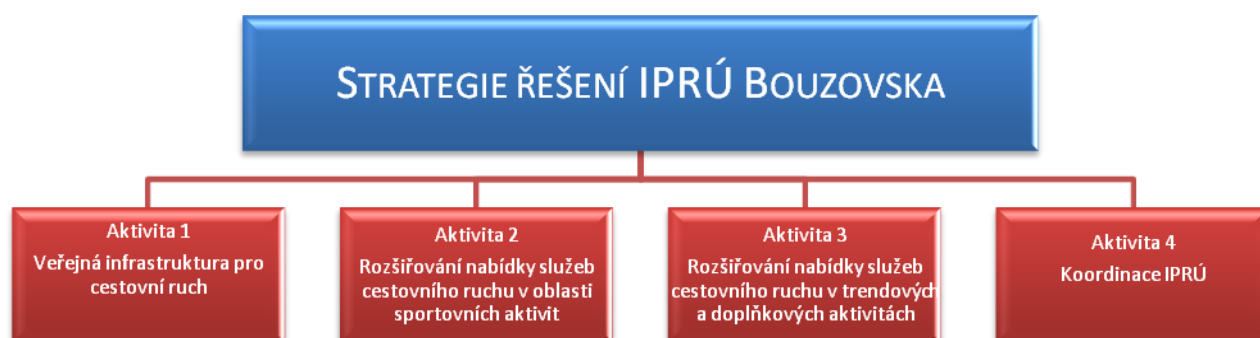 STRATEGIE ŘEŠENÍ IPRÚ BOUZOVSKA
Aktivita 1
Veřejná infrastruktura pro
cestovní ruch
Aktivita 2
Rozšiřování nabídky služeb
cestovního ruchu v oblasti
sportovních aktivit
Aktivita 3
Rozšiřování nabídky služeb
cestovního ruchu v trendových
a doplňkových aktivitách
Aktivita 4
Koordinace IPRÚ